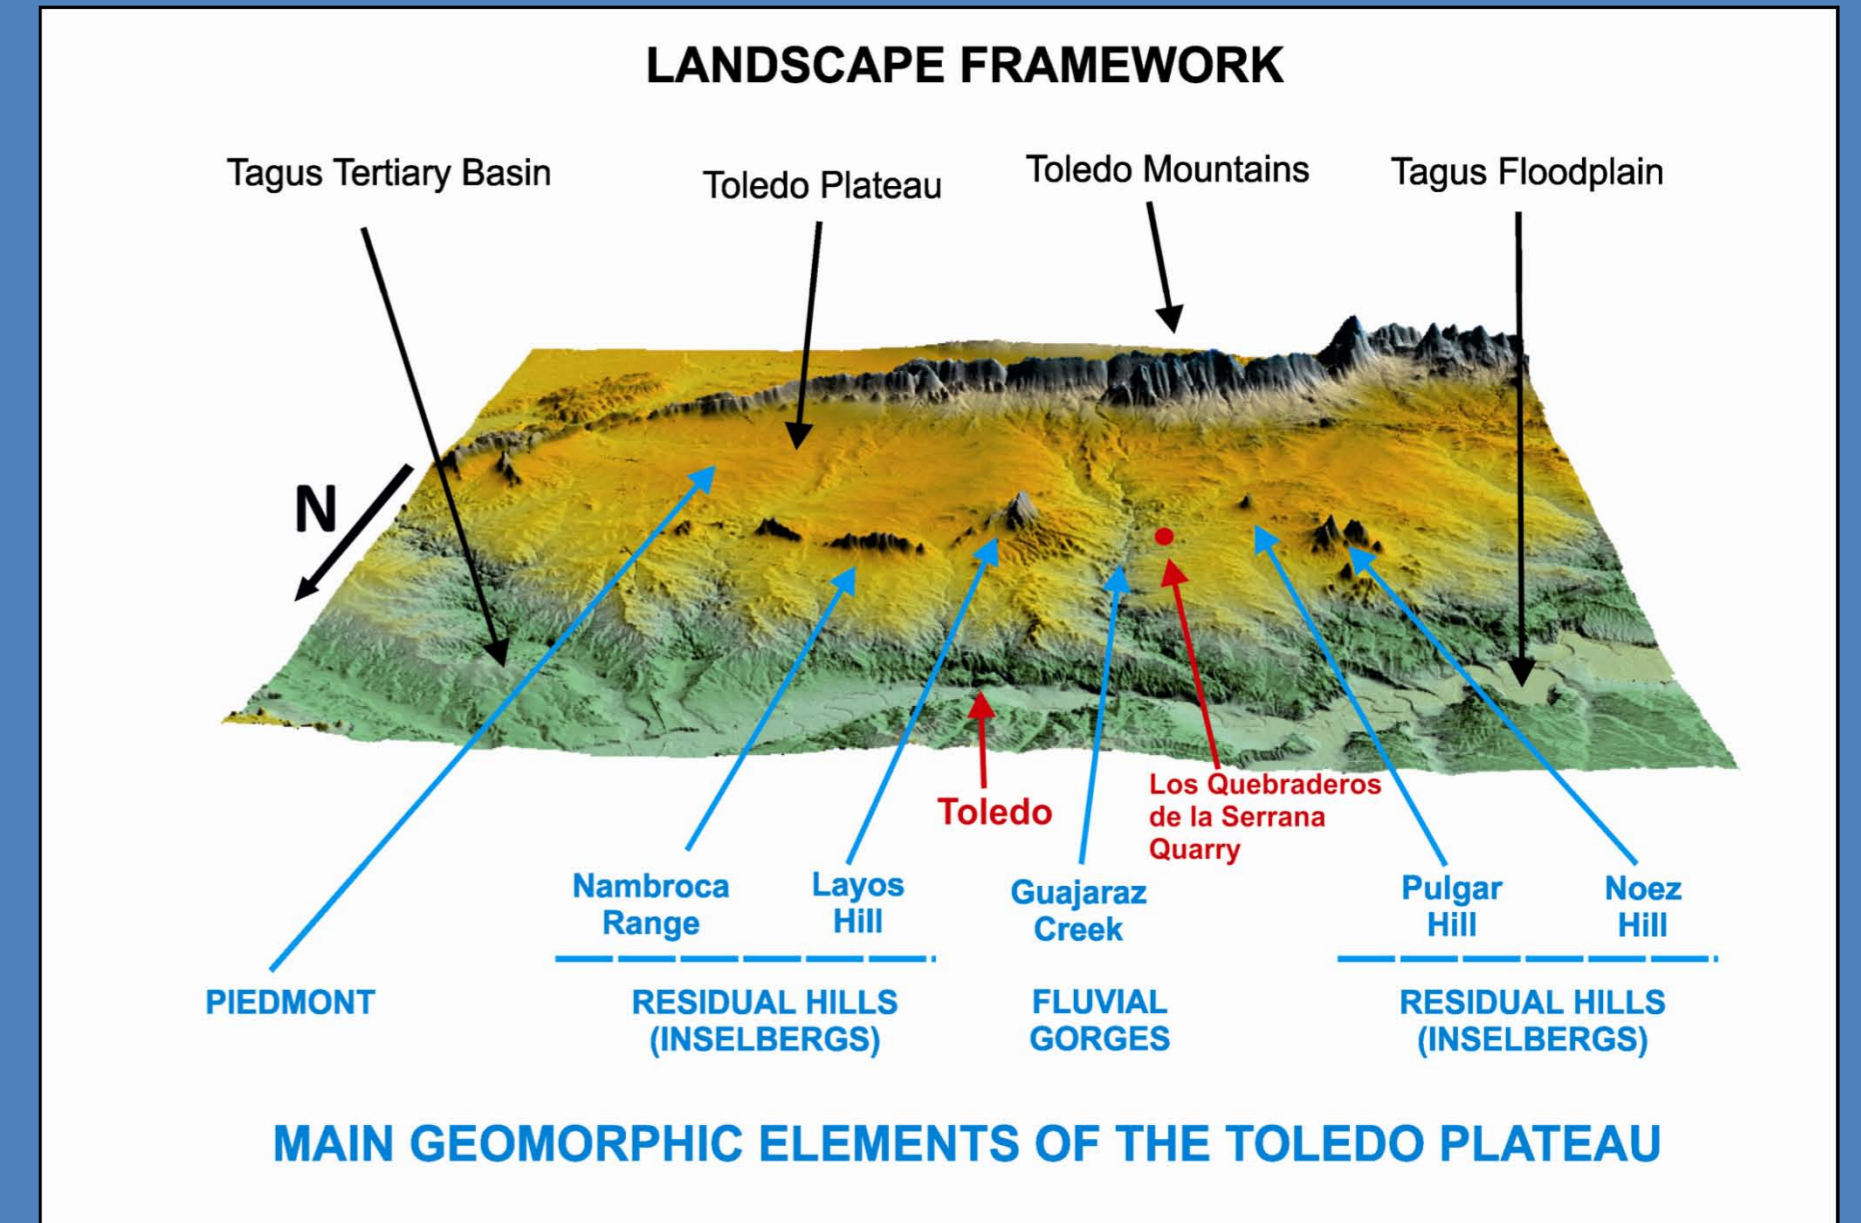 LANDSCAPE FRAMEWORK
Tagus Tertiary Basin
Toledo Plateau
Toledo Mountains
Tagus Floodplain
N
Toledo
Los Quebraderos
de la Serrana
Quarry
Nambroca
Range
Layos
Hill
Guajaraz
Creek
Pulgar
Hill
Noez
Hill
PIEDMONT
RESIDUAL HILLS
(INSELBERGS)
FLUVIAL
GORGES
RESIDUAL HILLS
(INSELBERGS)
MAIN GEOMORPHIC ELEMENTS OF THE TOLEDO PLATEAU